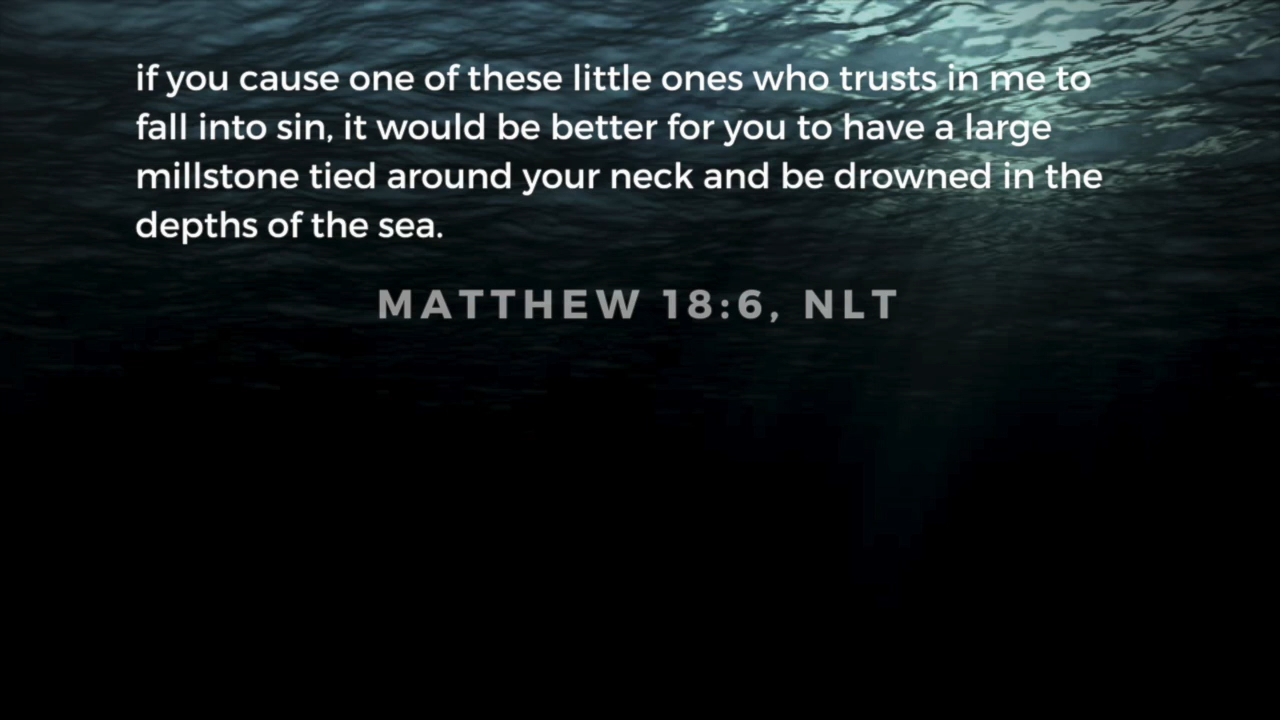 if you cause one of these little ones who trusts in me to
fall into sin, it would be better for you to have a large
millstone tied around your neck and be drowned in the
depths of the sea.
MATTHEW 18:6, NLT